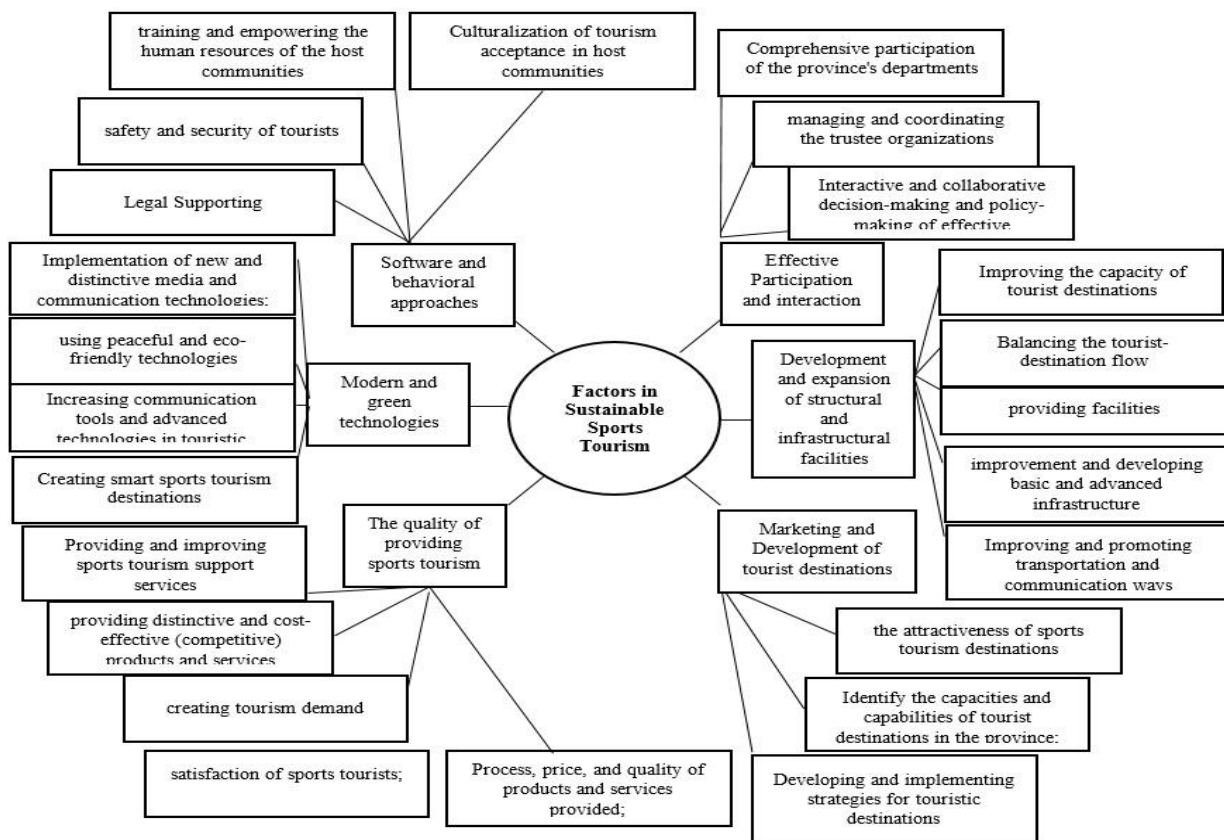 training and empowering the
human resources of the host
communities
Culturalization of tourism
acceptance in host
communities
safety and security of tourists
Legal Supporting
Software and
behavioral
approaches
Comprehensive participation
of the province's departments
managing and coordinating
the trustee organizations
Interactive and collaborative
decision-making and policy-
making of effective
Effective
Participation
and interaction
Implementation of new and
distinctive media and
communication technologies;
using peaceful and eco-
friendly technologies
Increasing communication
tools and advanced
technologies in touristic
Creating smart sports tourism
destinations
Modern and
green
technologies
Factors in
Sustainable
Sports
Tourism
Development
and expansion
of structural
and
infrastructural
facilities
Improving the capacity of
tourist destinations
Balancing the tourist-
destination flow
providing facilities
improvement and developing
basic and advanced
infrastructure
Improving and promoting
transportation and
communication ways
The quality of
providing
sports tourism
Providing and improving
sports tourism support
services
providing distinctive and cost-
effective (competitive)
products and services
creating tourism demand
satisfaction of sports tourists;
Process, price, and quality of
products and services
provided;
Marketing and
Development of
tourist destinations
the attractiveness of sports
tourism destinations
Identify the capacities and
capabilities of tourist
destinations in the province;
Developing and implementing
strategies for touristic
destinations